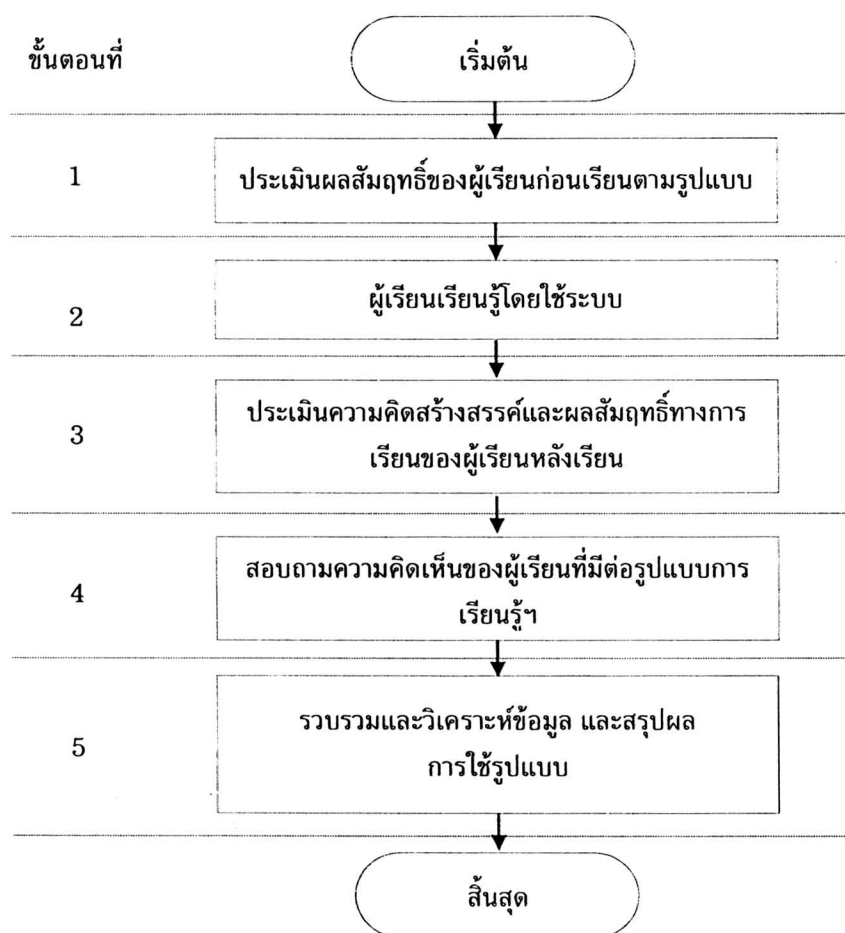 ขั้นตอนที่
เริ่มต้น
1
ประเมินผลสัมฤทธิ์ของผู้เรียนก่อนเรียนตามรูปแบบ
2
ผู้เรียนเรียนรู้โดยใช้ระบบ
3
ประเมินความคิดสร้างสรรค์และผลสัมฤทธิ์ทางการ
เรียนของผู้เรียนหลังเรียน
4
สอบถามความคิดเห็นของผู้เรียนที่มีต่อรูปแบบการ
เรียนรู้ฯ
5
รวบรวมและวิเคราะห์ข้อมูล และสรุปผล
การใช้รูปแบบ
สิ้นสุด